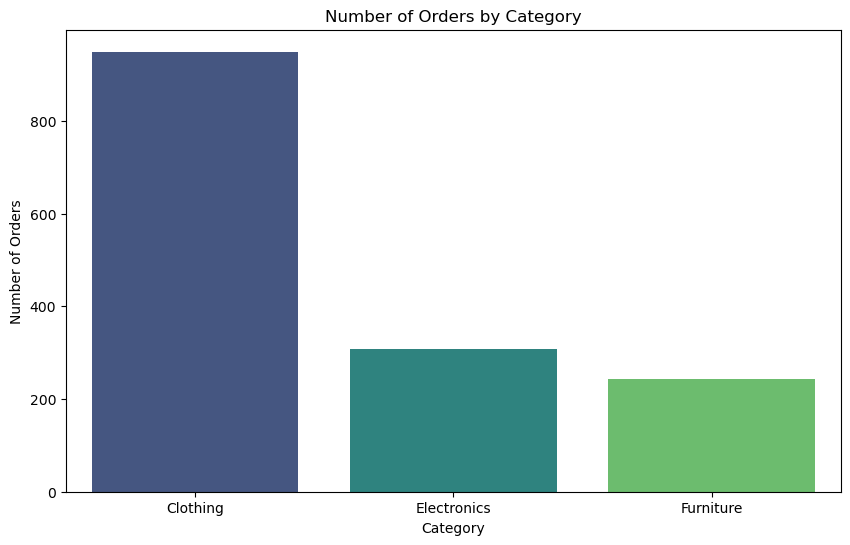 Number of Orders by Category
Number of Orders
800
600
400
200
0
Clothing Electronics Furniture
Category